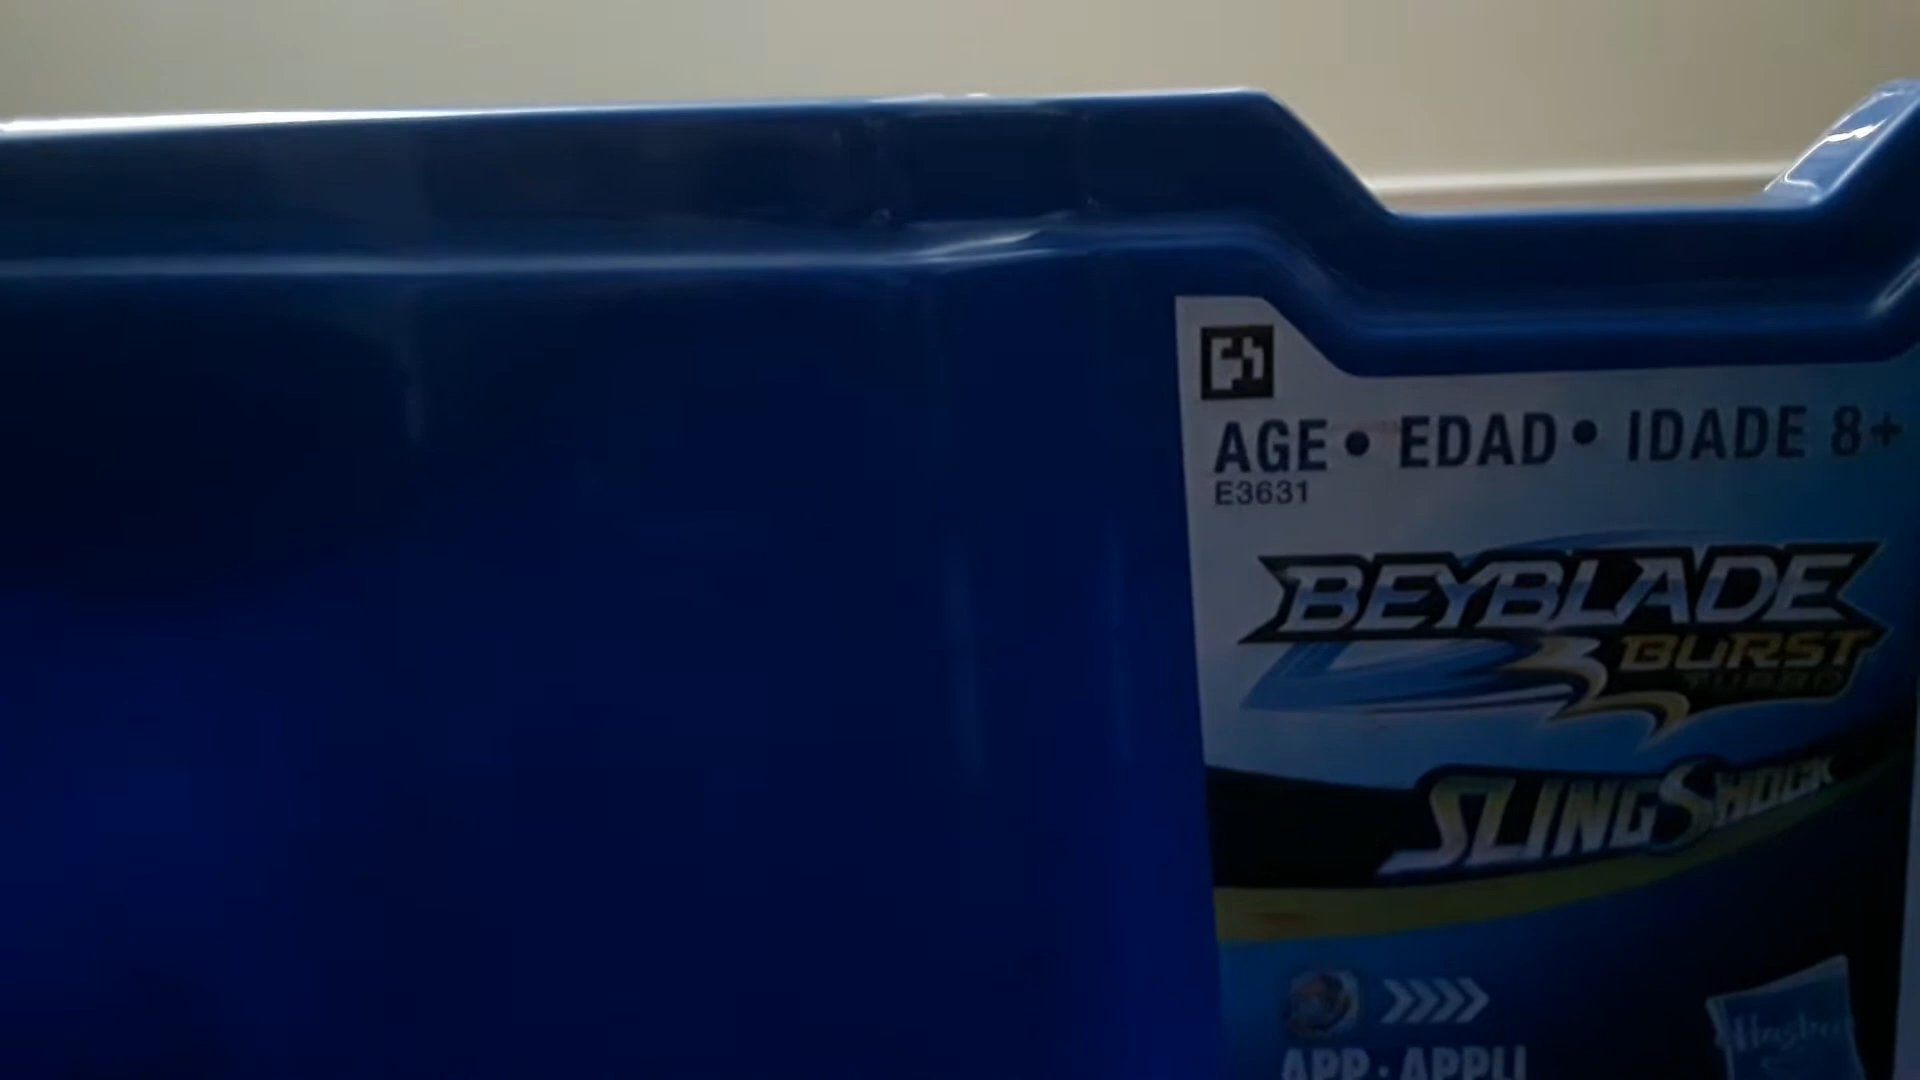 AGE • EDAD • IDADE 8+
E3631
BEYBLADE
BURST
TURBO
SLINGSHOCK
Hasbro
APP • APPLI